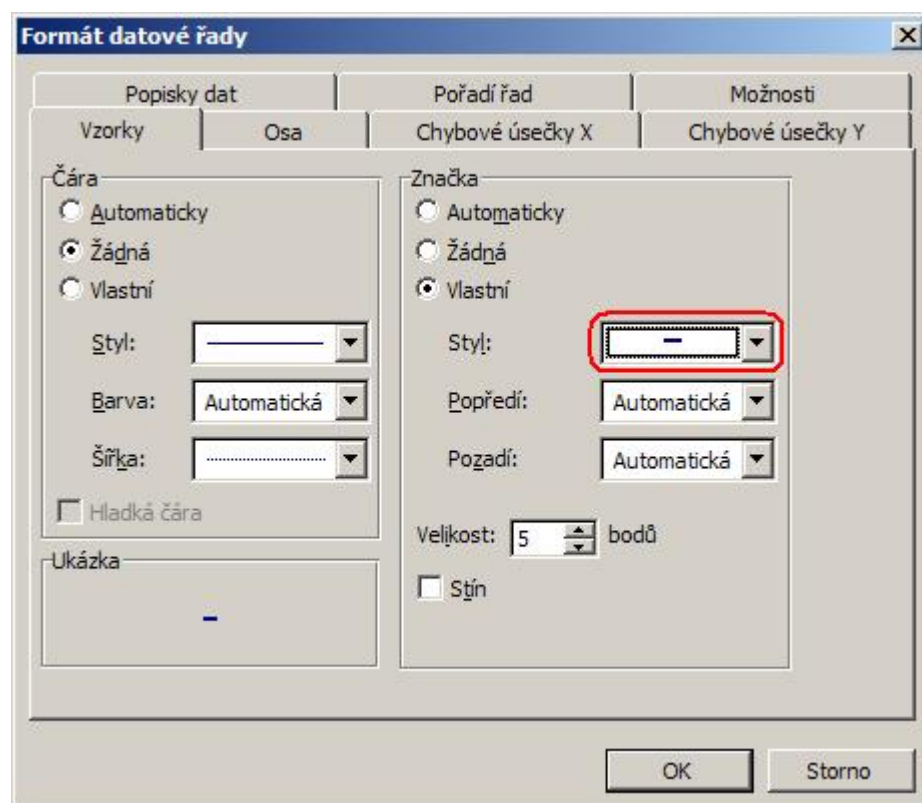 Formát datové řady
Popisky dat Pořadí řad Možnosti
Vzorky Osa Chybové úsečky X Chybové úsečky Y
Čára
Automaticky
Žádná
Vlastní
Styl:
Barva: Automatická
Šířka:
Hladká čára
Ukázka
Značka
Automaticky
Žádná
Vlastní
Styl:
Popředí: Automatická
Pozadí: Automatická
Velikost: 5 bodů
Stín
OK Storno